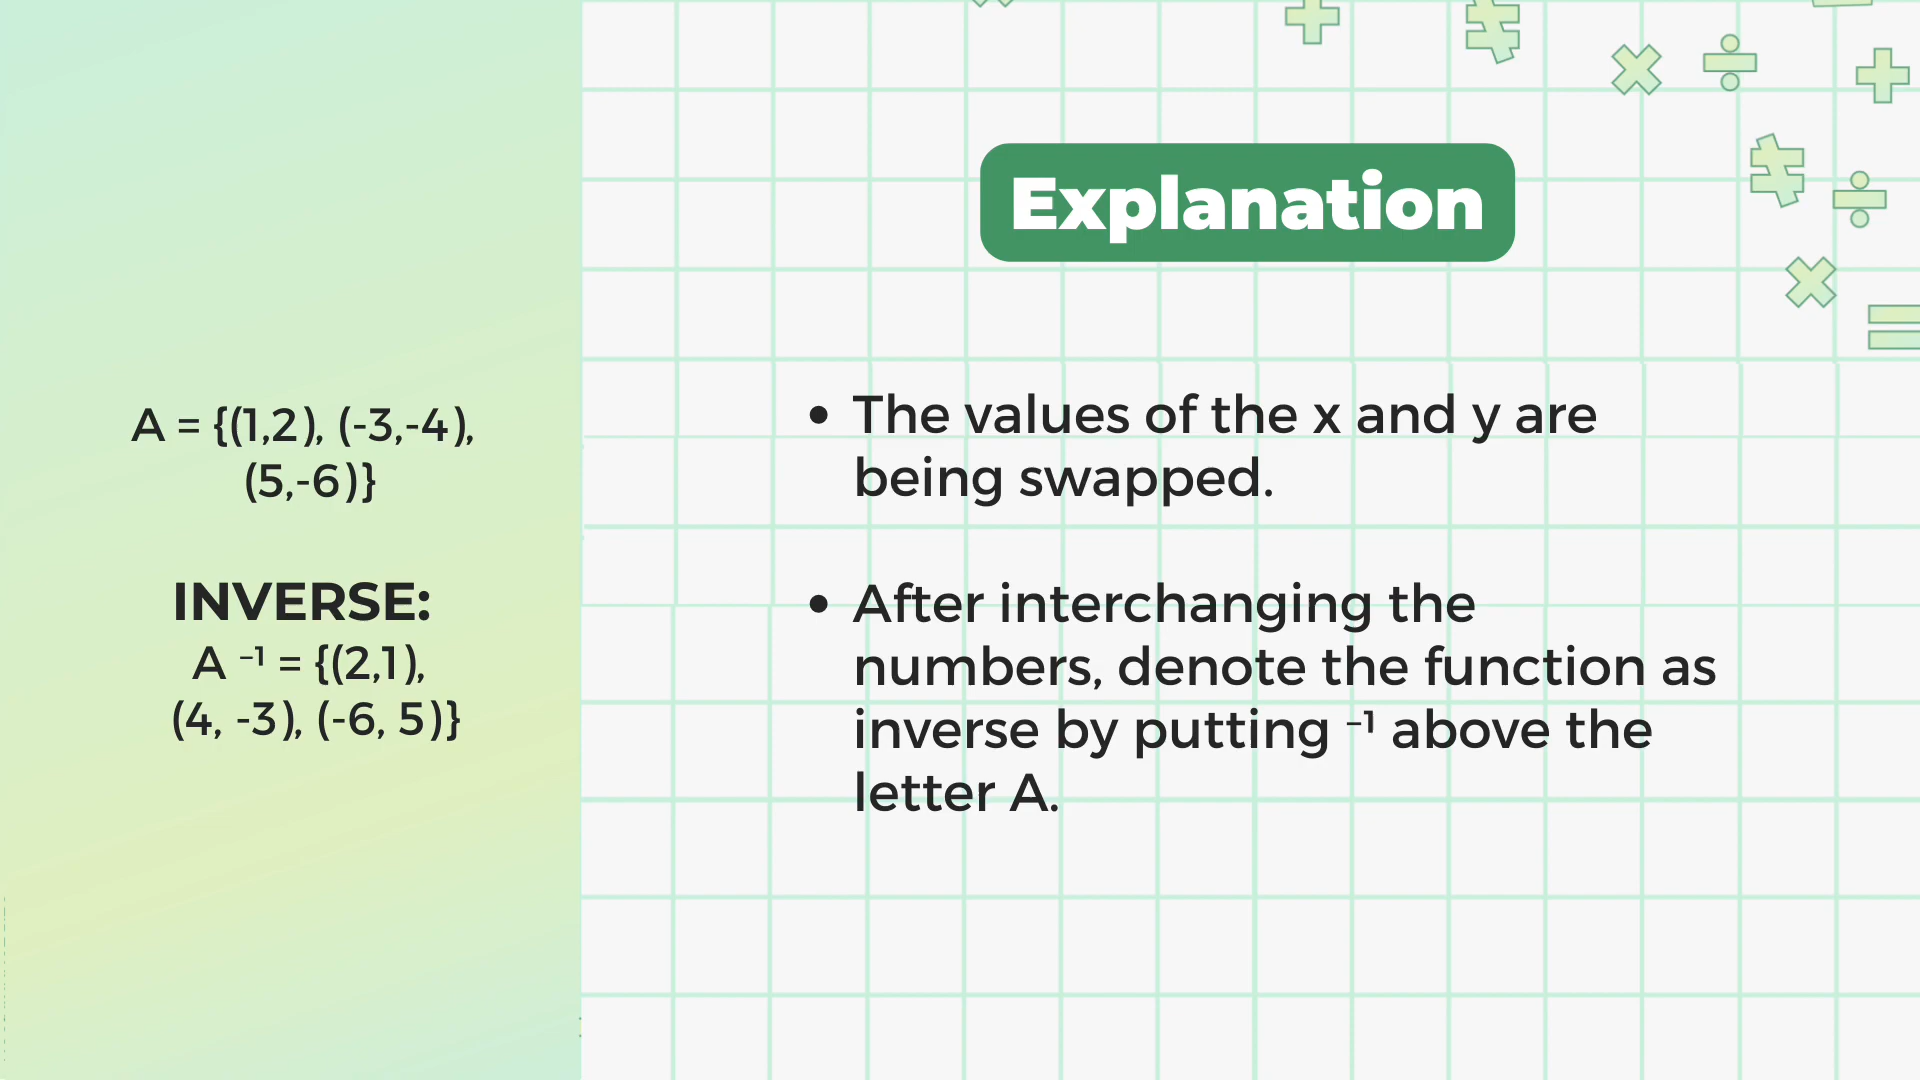 A = {(1,2), (-3,-4),
(5,-6)}
INVERSE:
A ⁻¹ = {(2,1),
(4, -3), (-6, 5)}
Explanation
• The values of the x and y are
being swapped.
• After interchanging the
numbers, denote the function as
inverse by putting ⁻¹ above the
letter A.